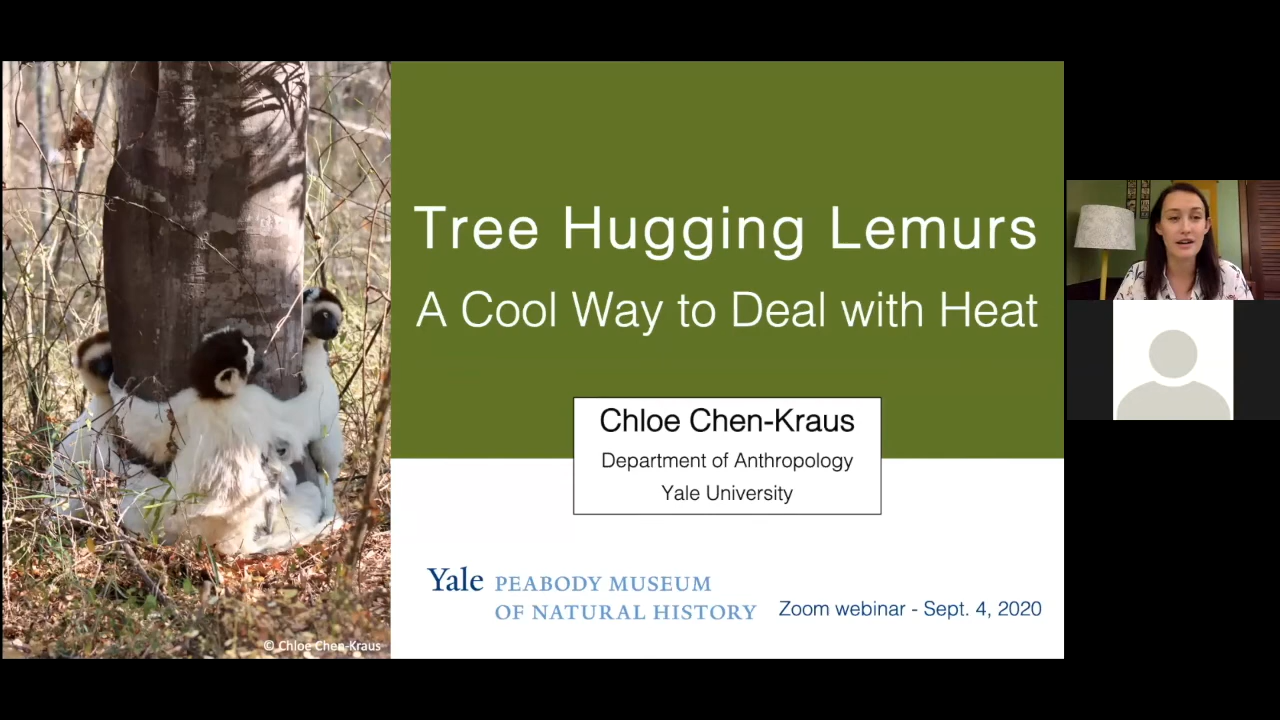 Tree Hugging Lemurs
A Cool Way to Deal with Heat
Chloe Chen-Kraus
Department of Anthropology
Yale University
Yale PEABODY MUSEUM
OF NATURAL HISTORY
Zoom webinar - Sept. 4, 2020
© Chloe Chen-Kraus